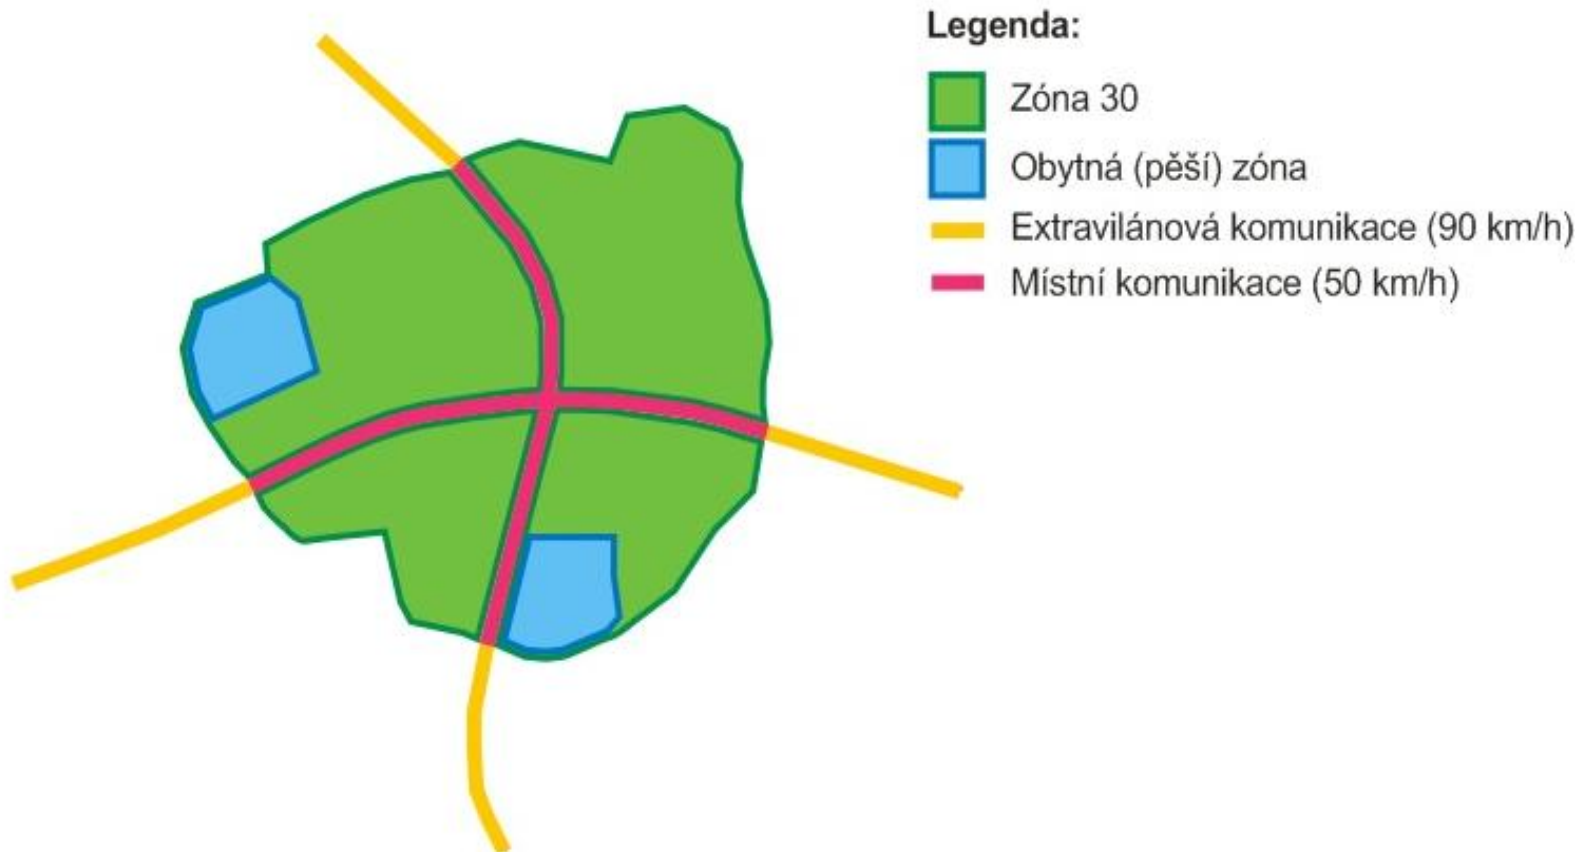 Legenda:
Zóna 30
Obytná (pěší) zóna
Extravilánová komunikace (90 km/h)
Místní komunikace (50 km/h)